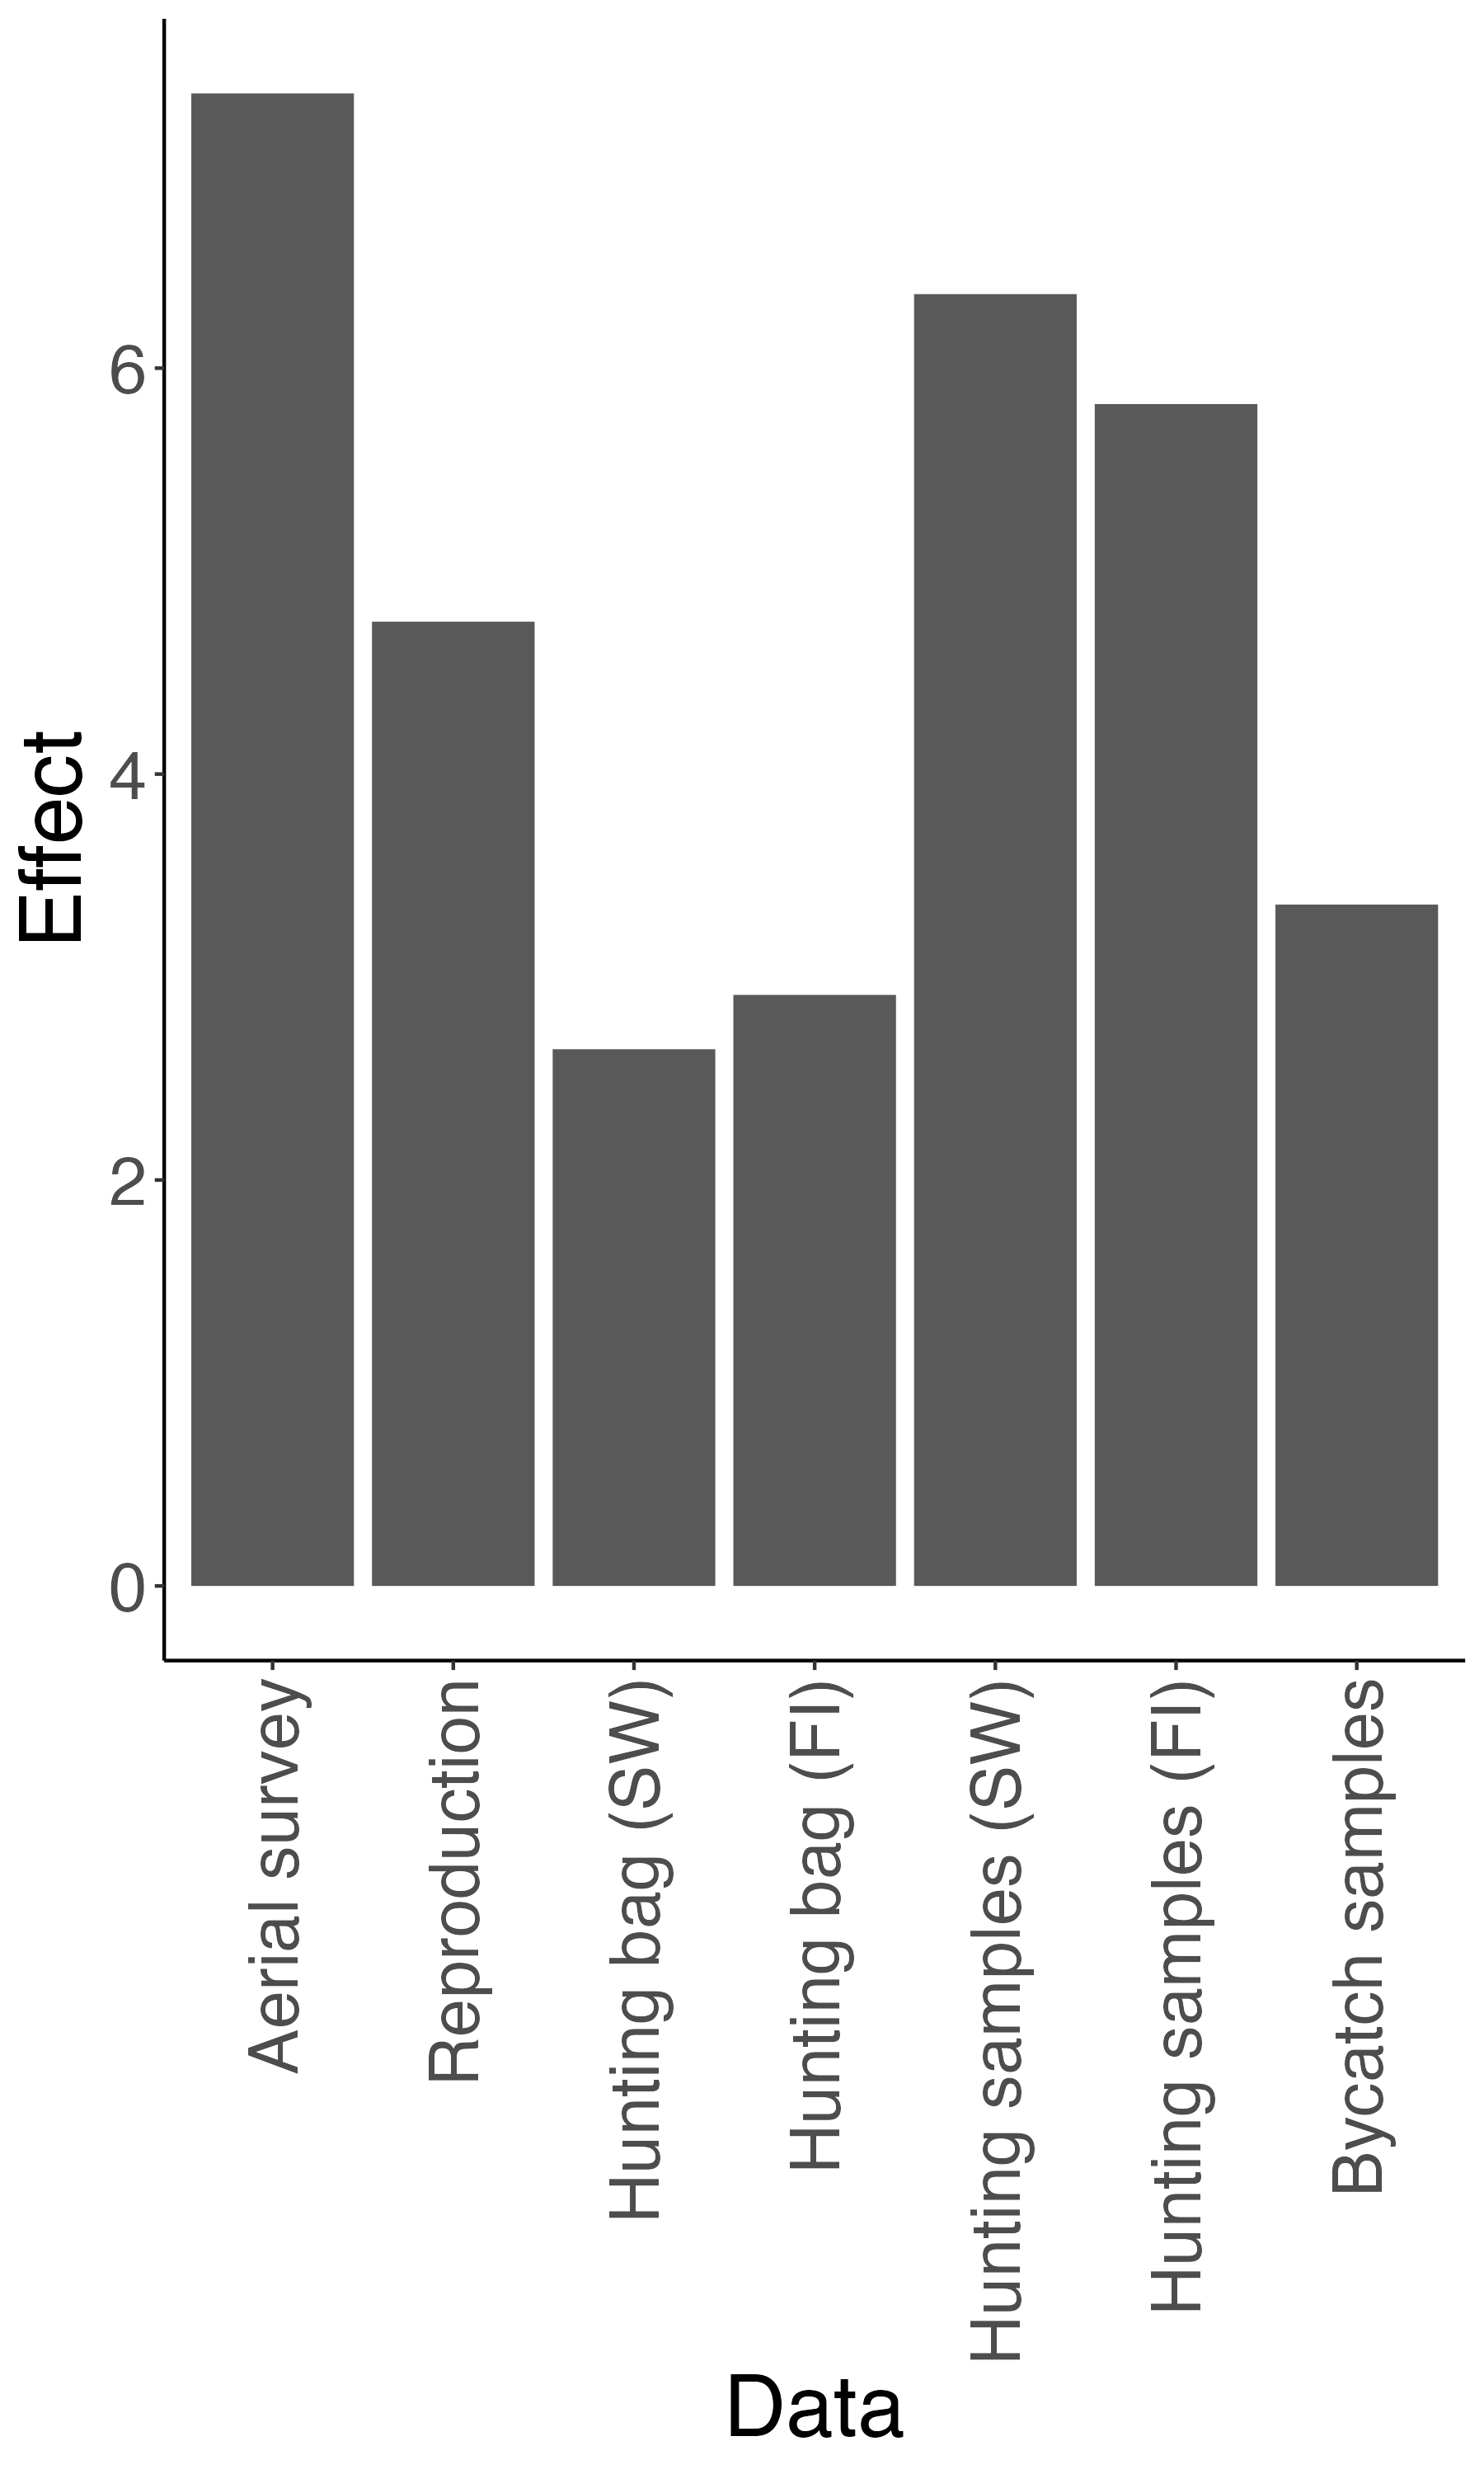 Effect
6
4
2
0
Aerial survey
Reproduction
Hunting bag (SW)
Hunting bag (FI)
Hunting samples (SW)
Hunting samples (FI)
Bycatch samples
Data